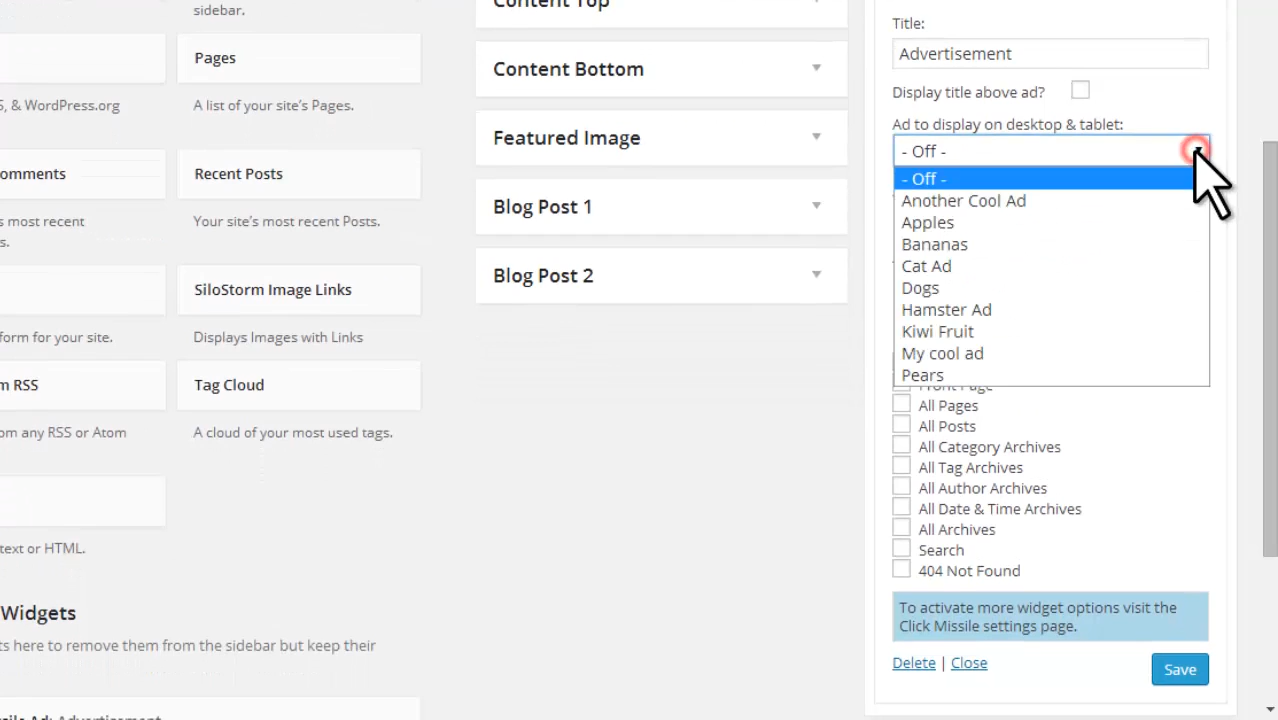 sidebar.
Pages
S, & WordPress.org
A list of your site's Pages.
omments
Recent Posts
s most recent
Your site's most recent Posts.
s.
SiloStorm Image Links
form for your site.
Displays Images with Links
m RSS
Tag Cloud
om any RSS or Atom
A cloud of your most used tags.
text or HTML.
Widgets
ts here to remove them from the sidebar but keep their
sile Ad: Advertisement
Content Top
Content Bottom
Featured Image
Blog Post 1
Blog Post 2
Title:
Advertisement
Display title above ad?
Ad to display on desktop & tablet:
- Off -
- Off -
Another Cool Ad
Apples
Bananas
Cat Ad
Dogs
Hamster Ad
Kiwi Fruit
My cool ad
Pears
Front Page
All Pages
All Posts
All Category Archives
All Tag Archives
All Author Archives
All Date & Time Archives
All Archives
Search
404 Not Found
To activate more widget options visit the
Click Missile settings page.
Delete | Close
Save